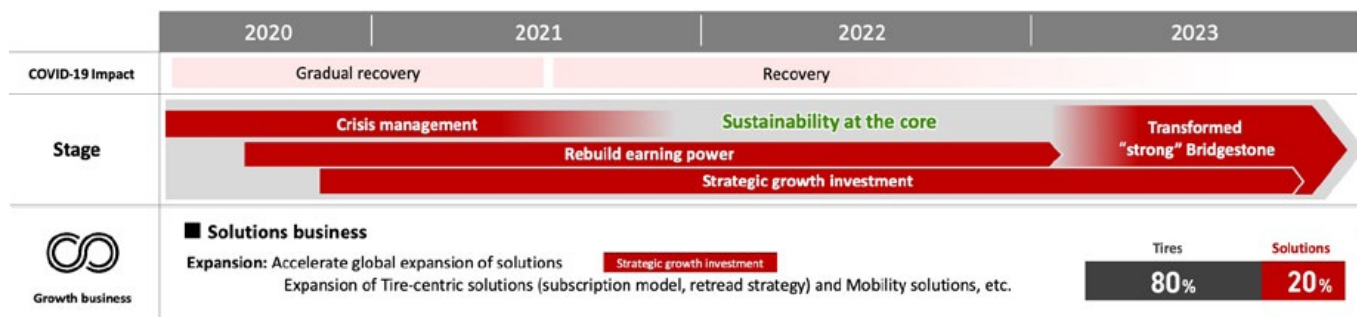 2020 2021 2022 2023
COVID-19 Impact Gradual recovery Recovery
Stage
Crisis management Sustainability at the core
Rebuild earning power
Strategic growth investment
Transformed
"strong" Bridgestone
Growth business
■ Solutions business
Expansion: Accelerate global expansion of solutions Strategic growth investment
Expansion of Tire-centric solutions (subscription model, retread strategy) and Mobility solutions, etc.
Tires Solutions
80% 20%